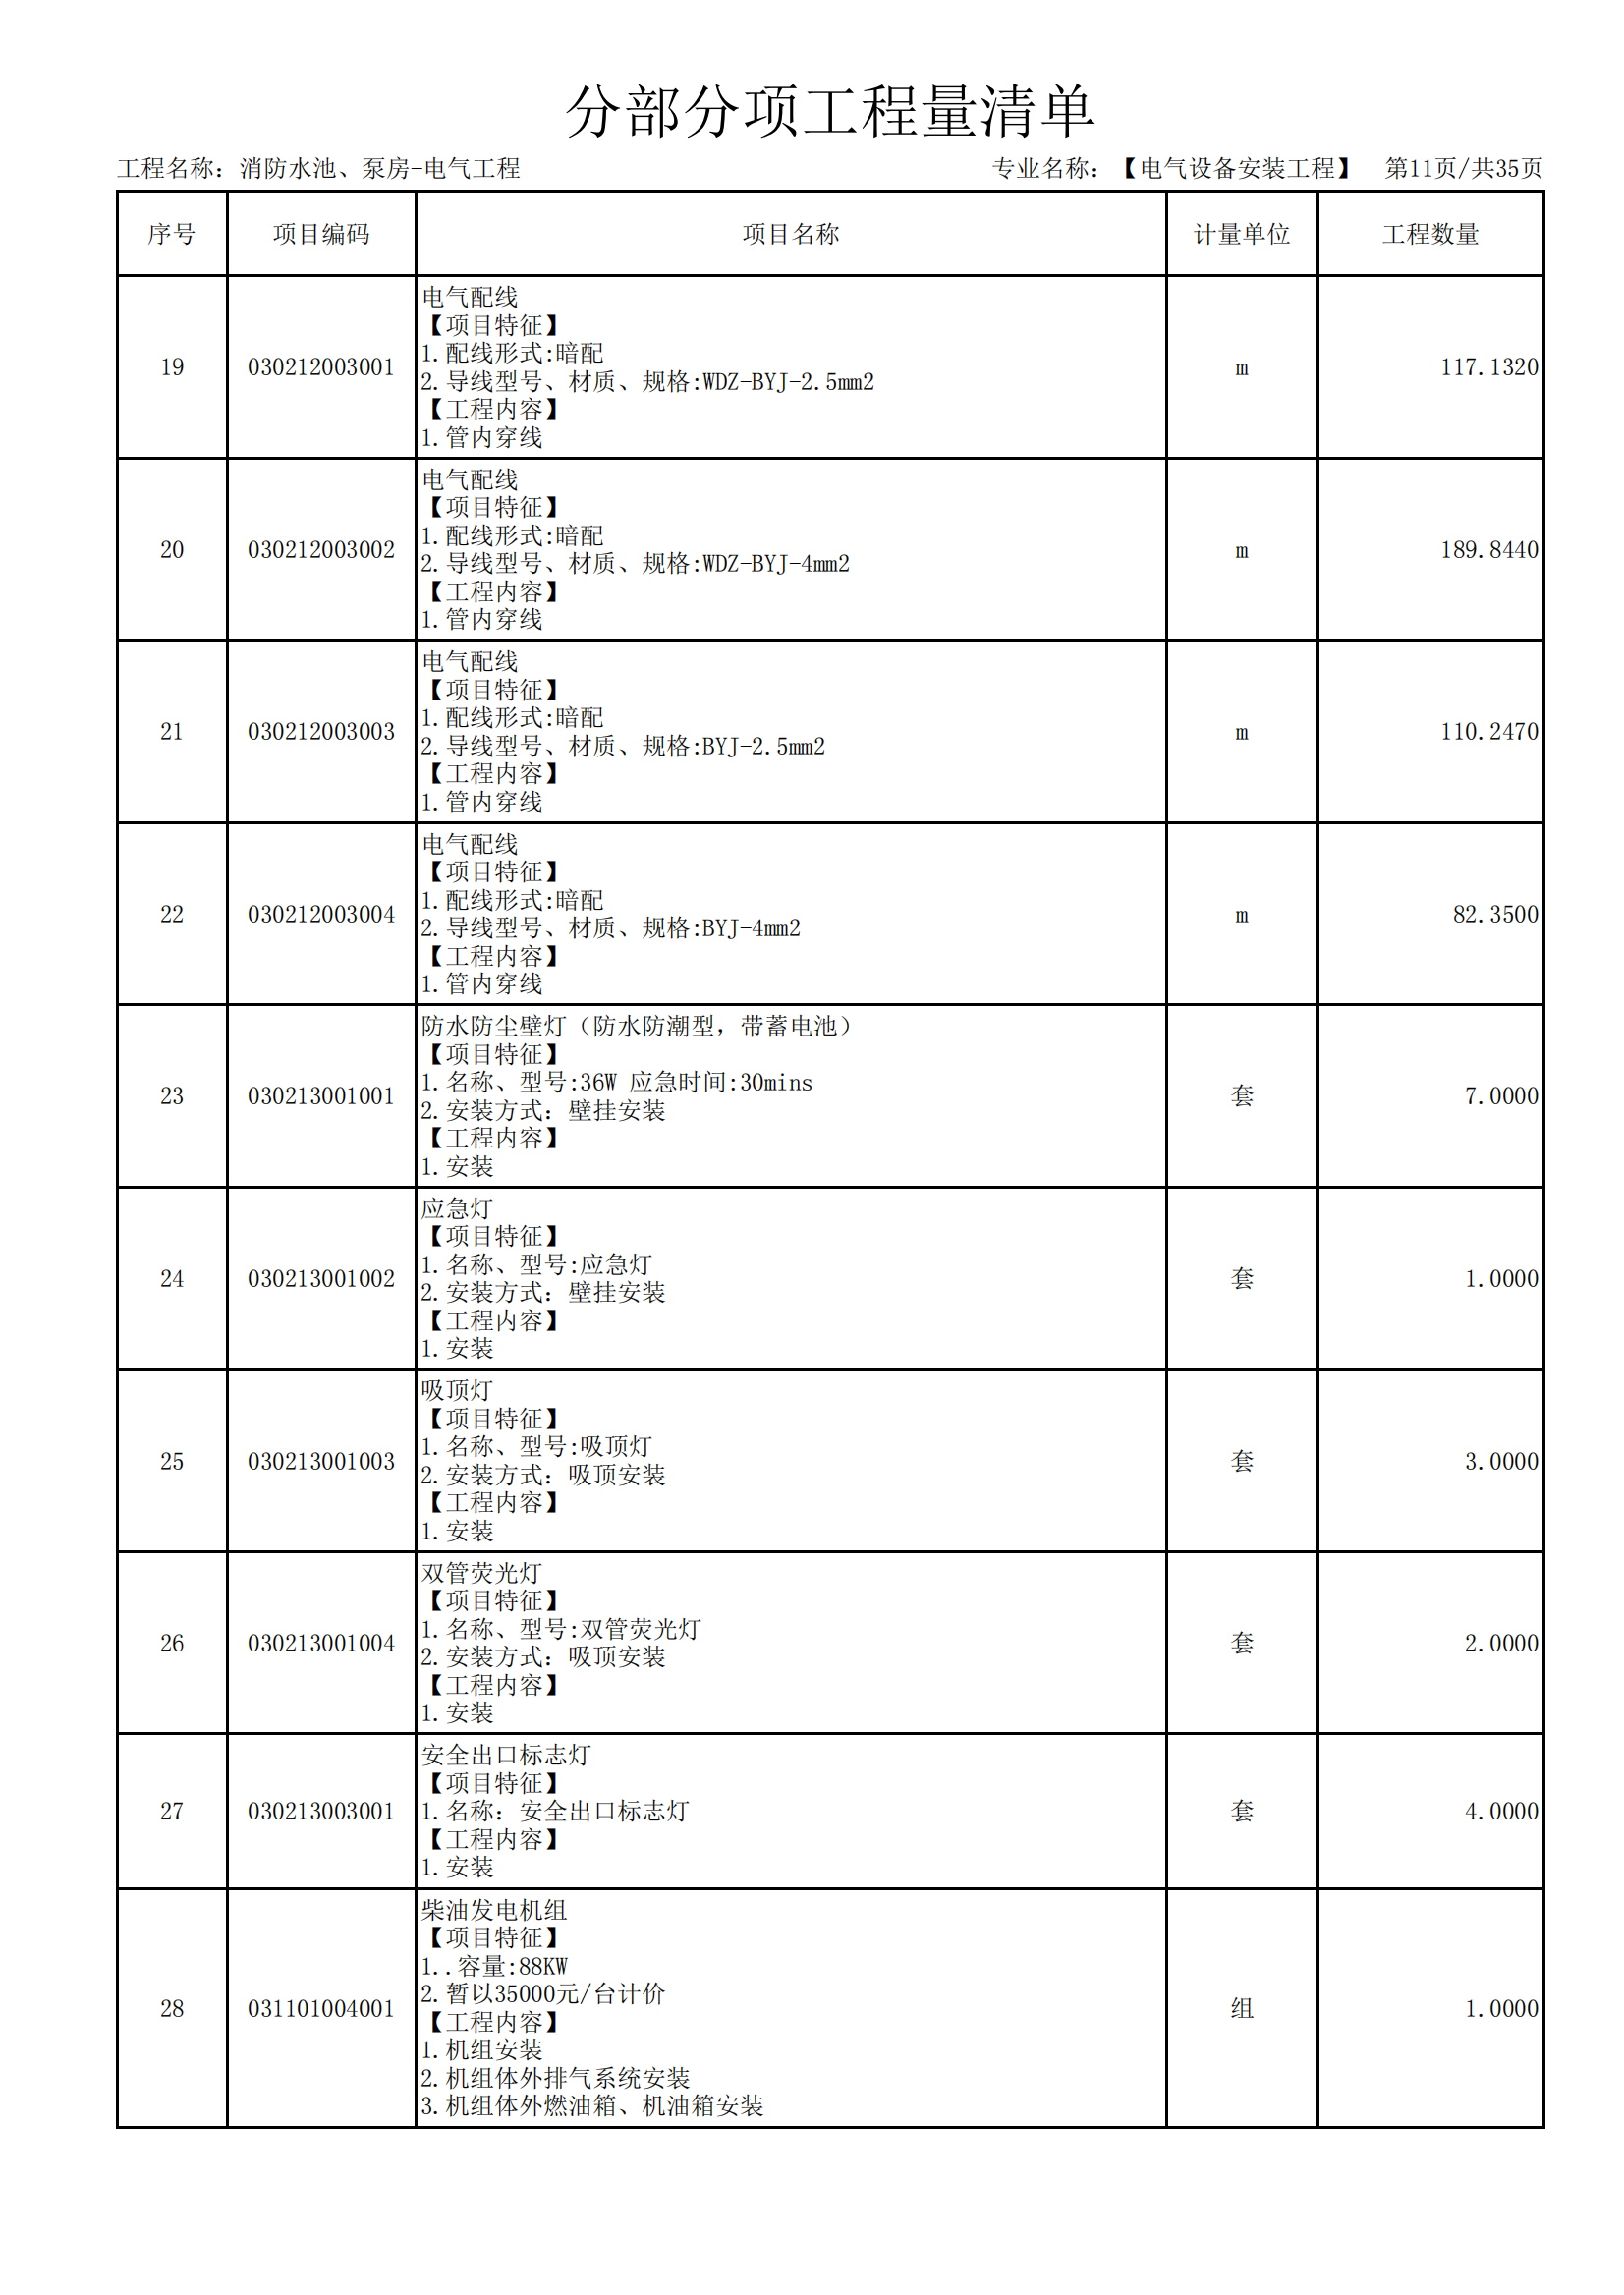 分部分项工程量清单
工程名称：消防水池、泵房-电气工程 专业名称：【电气设备安装工程】 第11页/共35页
序号 项目编码 项目名称 计量单位 工程数量
电气配线
【项目特征】
1.配线形式:暗配
19 030212003001 2.导线型号、材质、规格:WDZ-BYJ-2.5mm2 m 117.1320
【工程内容】
1.管内穿线
电气配线
【项目特征】
1.配线形式:暗配
20 030212003002 2.导线型号、材质、规格:WDZ-BYJ-4mm2 m 189.8440
【工程内容】
1.管内穿线
电气配线
【项目特征】
1.配线形式:暗配
21 030212003003 2.导线型号、材质、规格:BYJ-2.5mm2 m 110.2470
【工程内容】
1.管内穿线
电气配线
【项目特征】
1.配线形式:暗配
22 030212003004 2.导线型号、材质、规格:BYJ-4mm2 m 82.3500
【工程内容】
1.管内穿线
防水防尘壁灯（防水防潮型，带蓄电池）
【项目特征】
1.名称、型号:36W 应急时间:30mins
23 030213001001 2.安装方式：壁挂安装 套 7.0000
【工程内容】
1.安装
应急灯
【项目特征】
1.名称、型号:应急灯
24 030213001002 2.安装方式：壁挂安装 套 1.0000
【工程内容】
1.安装
吸顶灯
【项目特征】
1.名称、型号:吸顶灯
25 030213001003 2.安装方式：吸顶安装 套 3.0000
【工程内容】
1.安装
双管荧光灯
【项目特征】
1.名称、型号:双管荧光灯
26 030213001004 2.安装方式：吸顶安装 套 2.0000
【工程内容】
1.安装
安全出口标志灯
【项目特征】
27 030213003001 1.名称：安全出口标志灯 套 4.0000
【工程内容】
1.安装
柴油发电机组
【项目特征】
1..容量:88KW
2.暂以35000元/台计价
28 031101004001 【工程内容】 组 1.0000
1.机组安装
2.机组体外排气系统安装
3.机组体外燃油箱、机油箱安装